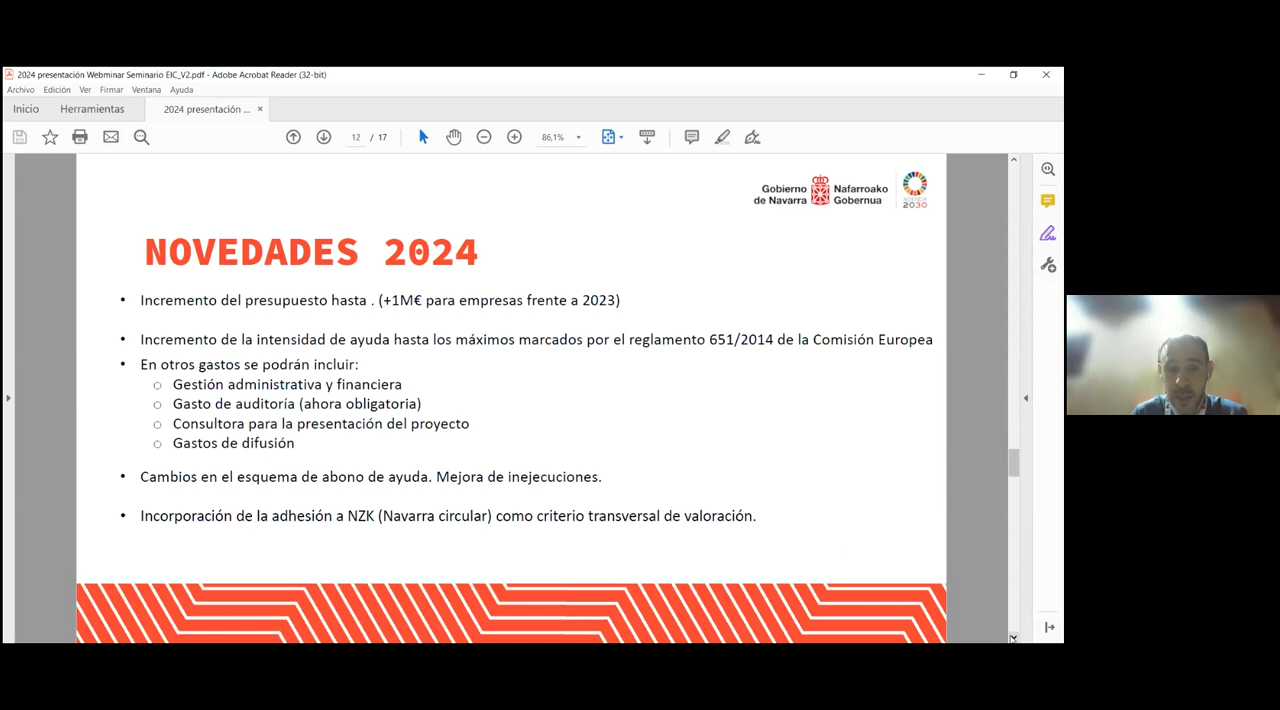 2024 presentación Webminar Seminario EIC_V2.pdf - Adobe Acrobat Reader (32-bit)
Archivo Edición Ver Firmar Ventana Ayuda
Inicio Herramientas 2024 presentación ... ×
12 / 17 86,1%
Gobierno de Navarra Nafarroako Gobernua
AGENDA 2030
NOVEDADES 2024
• Incremento del presupuesto hasta . (+1M€ para empresas frente a 2023)
• Incremento de la intensidad de ayuda hasta los máximos marcados por el reglamento 651/2014 de la Comisión Europea
• En otros gastos se podrán incluir:
○ Gestión administrativa y financiera
○ Gasto de auditoría (ahora obligatoria)
○ Consultora para la presentación del proyecto
○ Gastos de difusión
• Cambios en el esquema de abono de ayuda. Mejora de inejecuciones.
• Incorporación de la adhesión a NZK (Navarra circular) como criterio transversal de valoración.